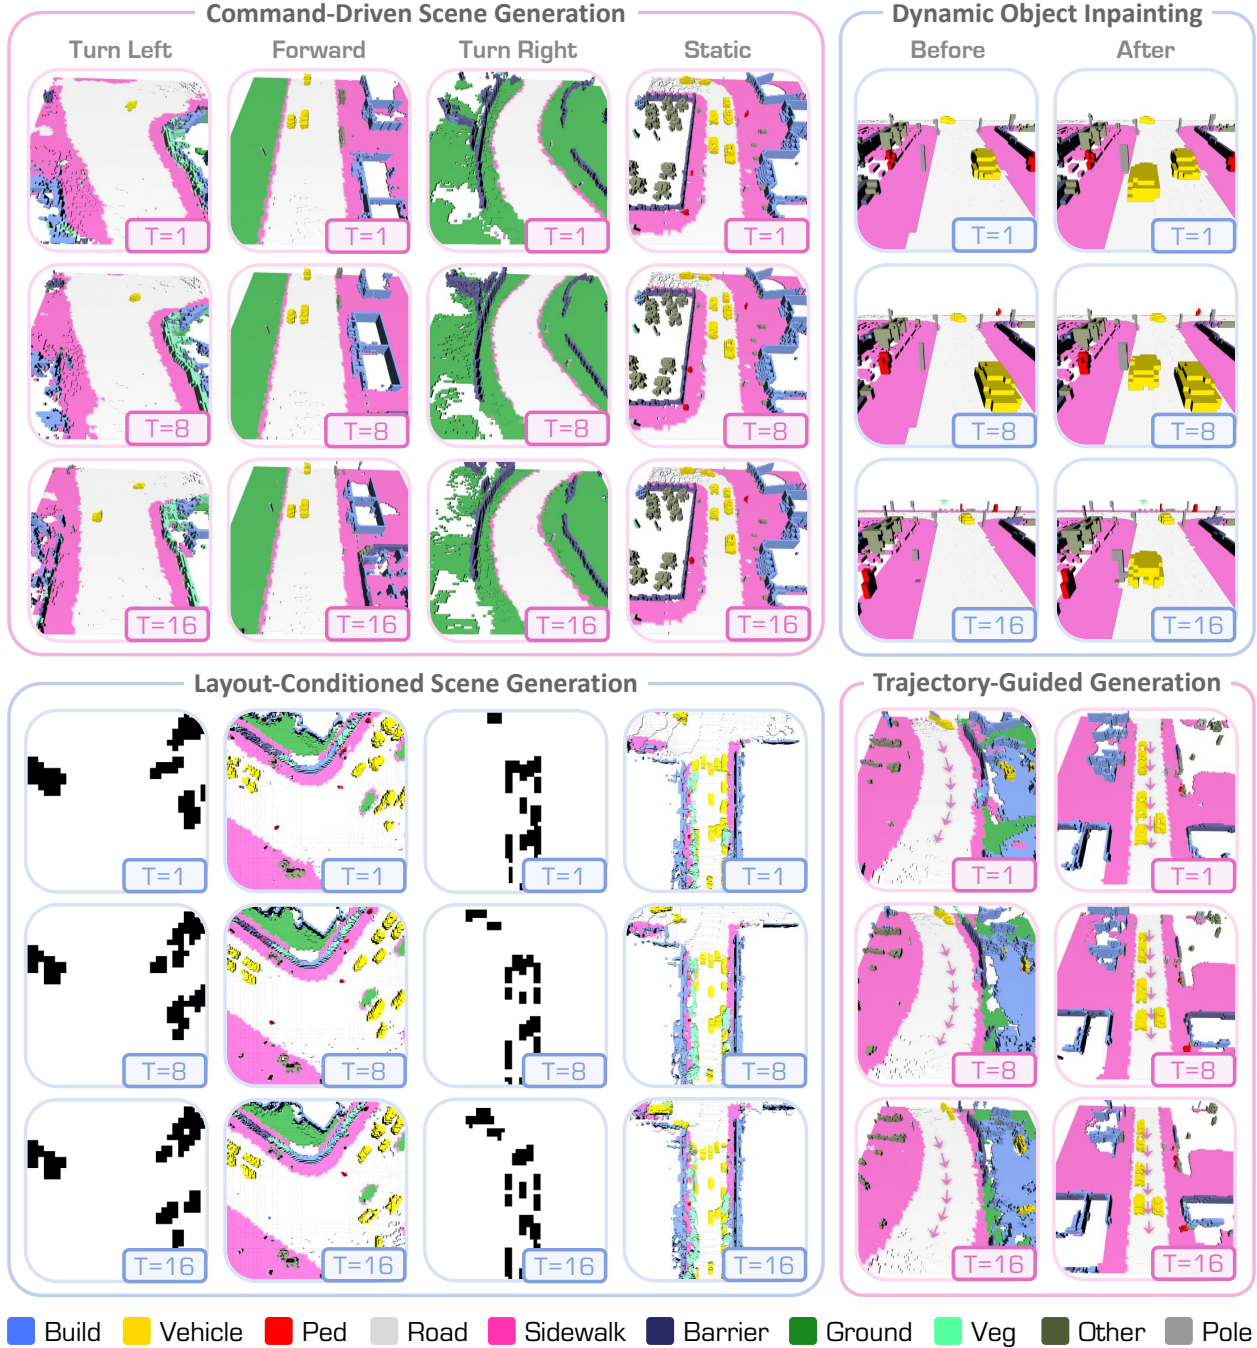 Command-Driven Scene Generation
Turn Left Forward Turn Right Static
T=1 T=1 T=1 T=1
T=8 T=8 T=8 T=8
T=16 T=16 T=16 T=16
Dynamic Object Inpainting
Before After
T=1 T=1
T=8 T=8
T=16 T=16
Layout-Conditioned Scene Generation
T=1 T=1 T=1 T=1
T=8 T=8 T=8 T=8
T=16 T=16 T=16 T=16
Trajectory-Guided Generation
T=1 T=1
T=8 T=8
T=16 T=16
Build Vehicle Ped Road Sidewalk Barrier Ground Veg Other Pole